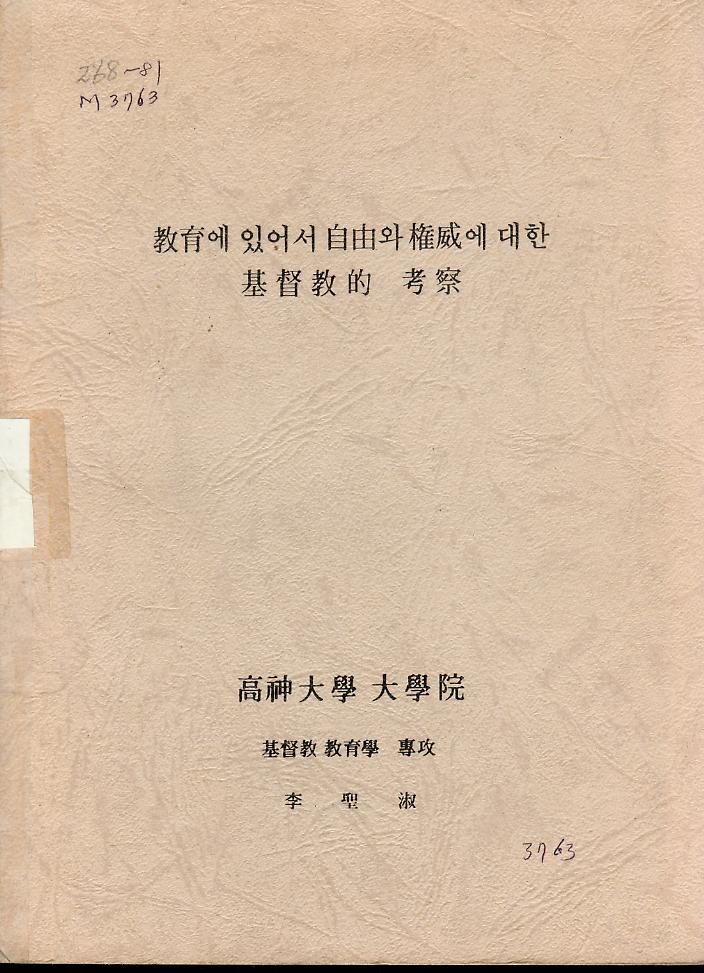 268-81
M3763
教育에 있어서 自由와 権威에 대한
基督教的 考察
高神大學 大學院
基督教 教育學 專攻
李 聖 淑
3763